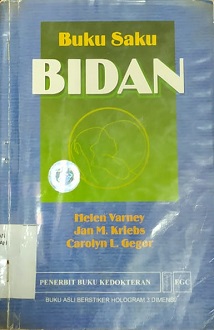 Buku Saku
BIDAN
Helen Varney
Jan M. Kriebs
Carolyn L. Gegor
PENERBIT BUKU KEDOKTERAN EGC
BUKU ASLI BERSTIKER HOLOGRAM 3 DIMENSI